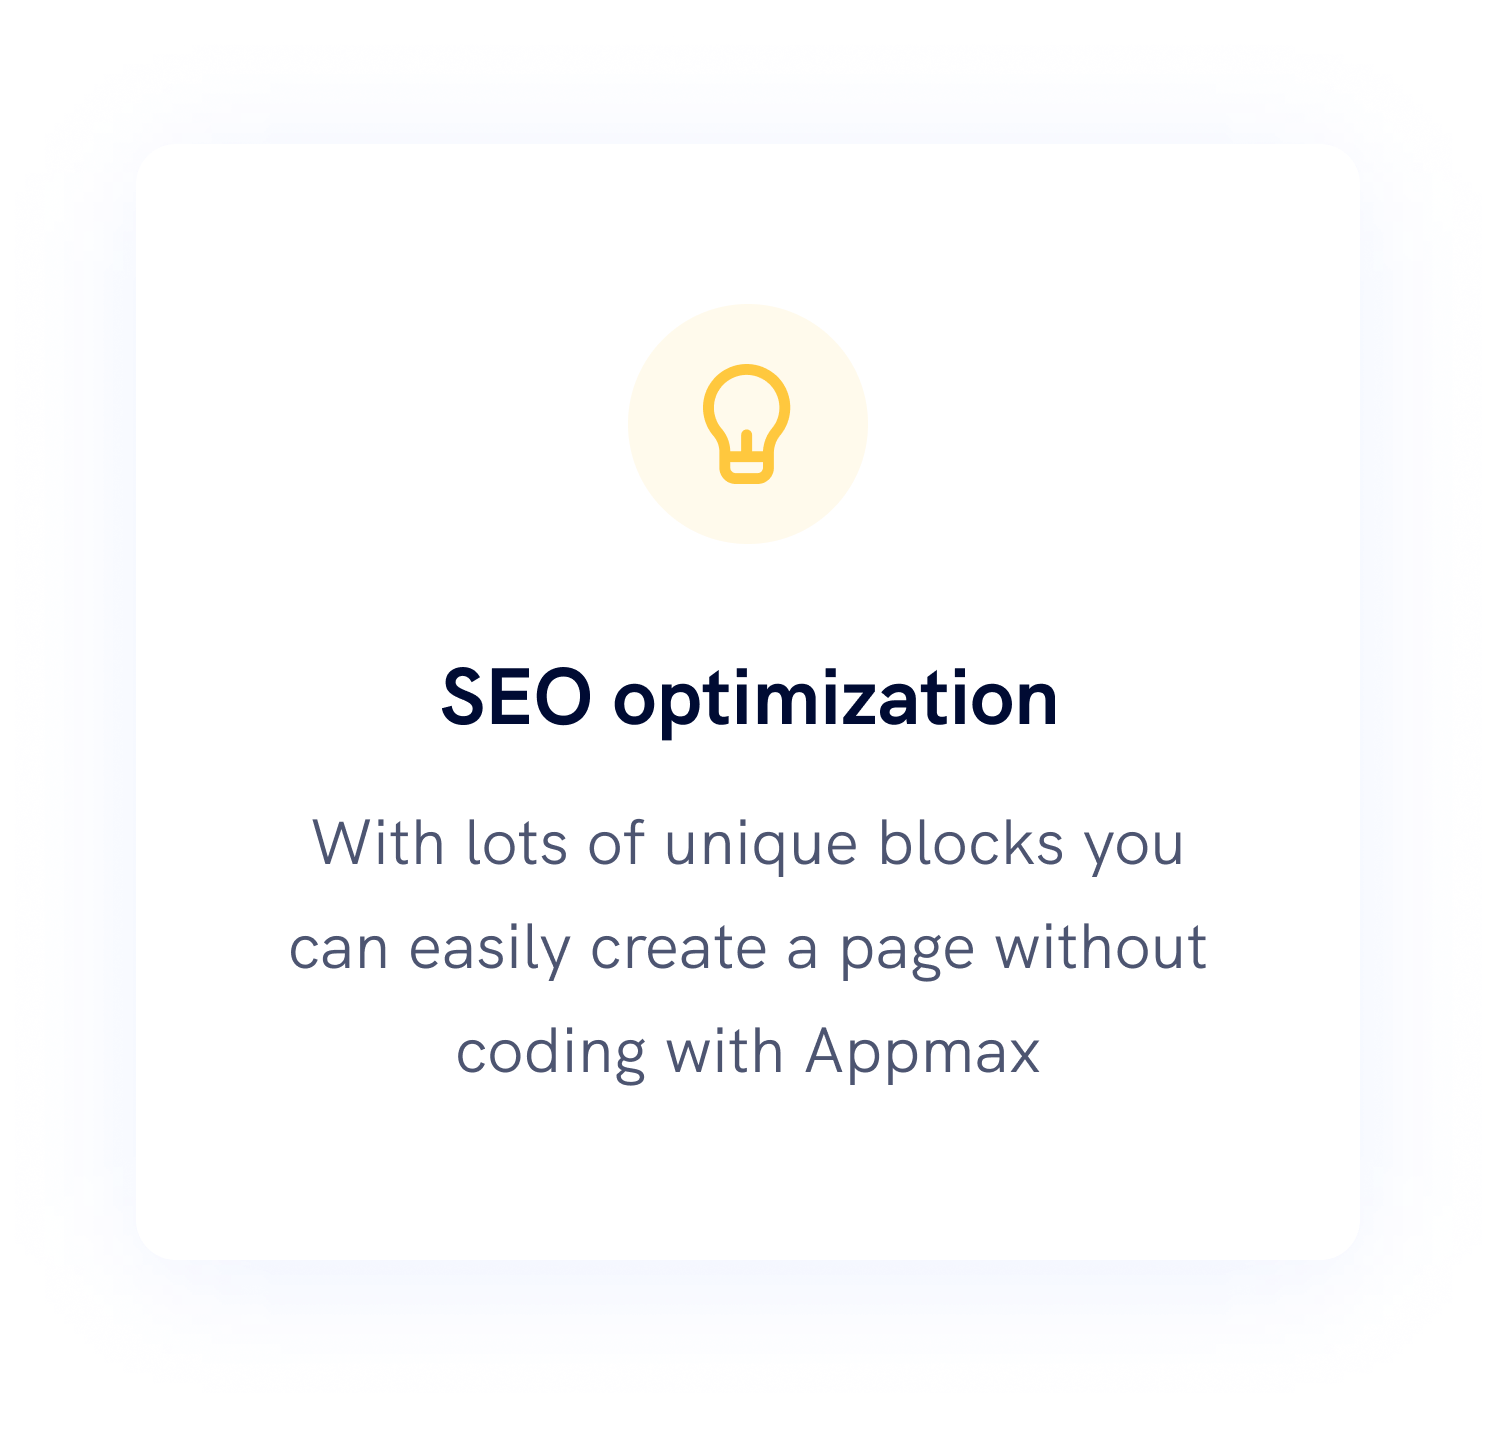 SEO optimization
With lots of unique blocks you
can easily create a page without
coding with Appmax